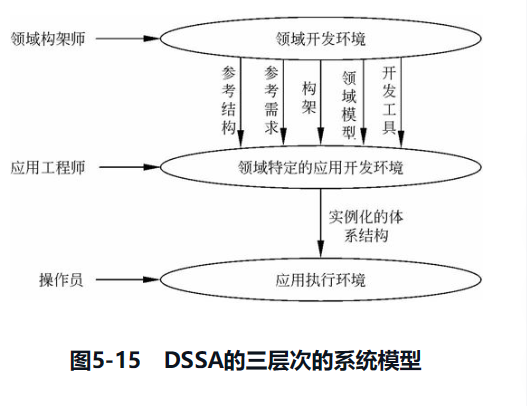 领域构架师
领域开发环境
参考结构
参考需求
构架
领域模型
开发工具
应用工程师
领域特定的应用开发环境
实例化的体
系结构
操作员
应用执行环境
图5-15 DSSA的三层次的系统模型